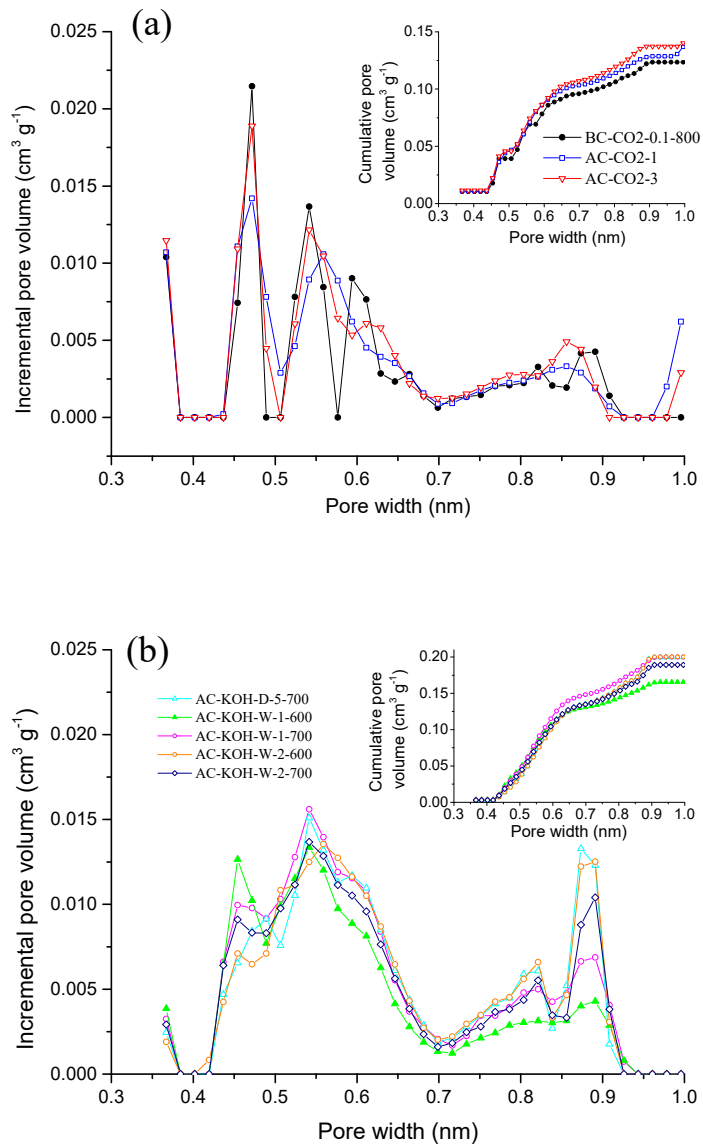 (a)
Incremental pore volume (cm³ g⁻¹)
0.025
0.020
0.015
0.010
0.005
0.000
0.3 0.4 0.5 0.6 0.7 0.8 0.9 1.0
Pore width (nm)
Cumulative pore
volume (cm³ g⁻¹)
0.15
0.10
0.05
0.00
0.3 0.4 0.5 0.6 0.7 0.8 0.9 1.0
Pore width (nm)
BC-CO2-0.1-800
AC-CO2-1
AC-CO2-3
(b)
Incremental pore volume (cm³ g⁻¹)
0.025
0.020
0.015
0.010
0.005
0.000
0.3 0.4 0.5 0.6 0.7 0.8 0.9 1.0
Pore width (nm)
AC-KOH-D-5-700
AC-KOH-W-1-600
AC-KOH-W-1-700
AC-KOH-W-2-600
AC-KOH-W-2-700
Cumulative pore
volume (cm³ g⁻¹)
0.20
0.15
0.10
0.05
0.00
0.3 0.4 0.5 0.6 0.7 0.8 0.9 1.0
Pore width (nm)